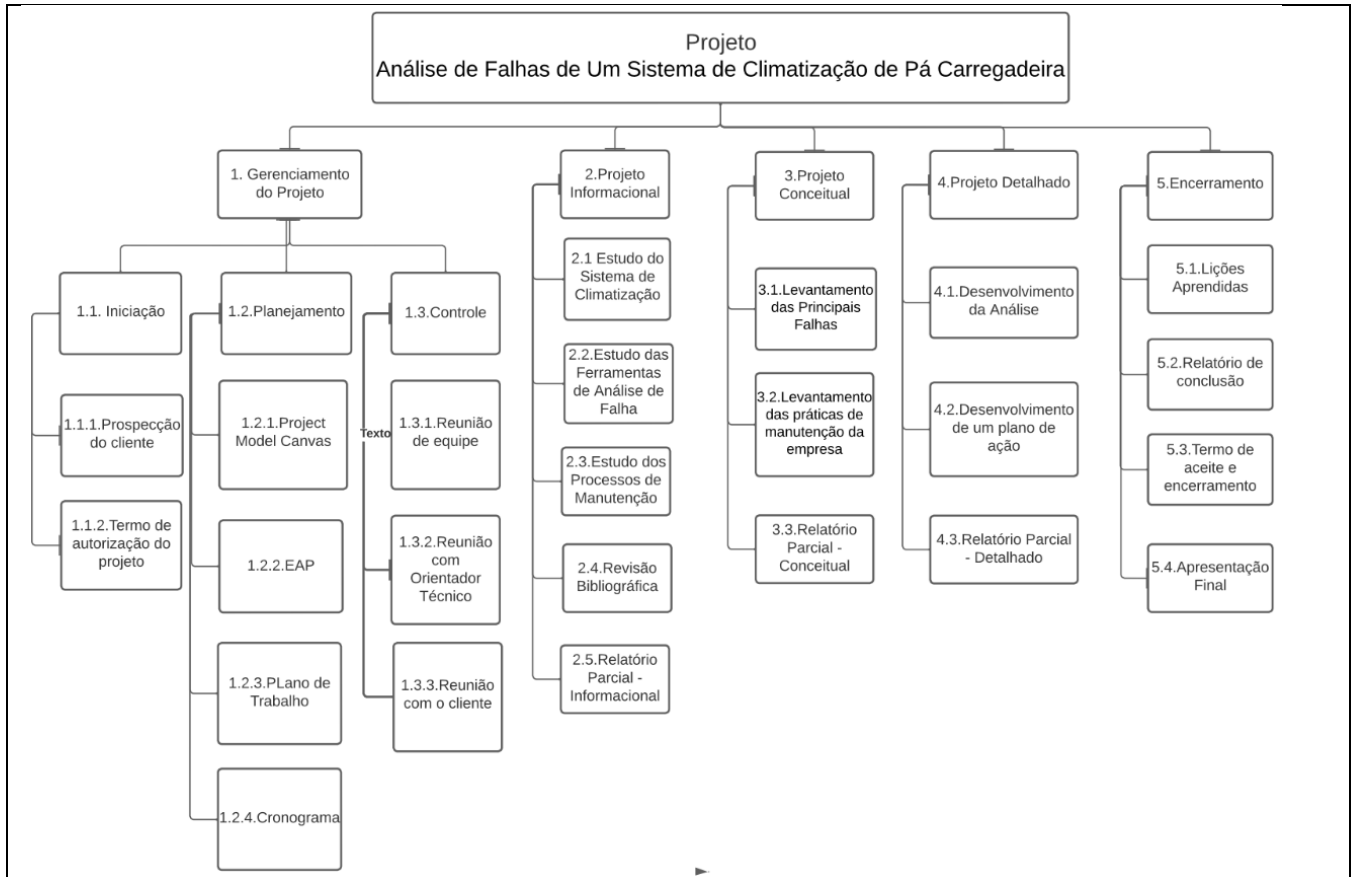 Projeto
Análise de Falhas de Um Sistema de Climatização de Pá Carregadeira
1. Gerenciamento
do Projeto
1.1. Iniciação
1.1.1.Prospecção
do cliente
1.1.2.Termo de
autorização do
projeto
1.2.Planejamento
1.2.1.Project
Model Canvas
1.2.2.EAP
1.2.3.PLano de
Trabalho
1.2.4.Cronograma
Texto
1.3.Controle
1.3.1.Reunião
de equipe
1.3.2.Reunião
com
Orientador
Técnico
1.3.3.Reunião
com o cliente
2.Projeto
Informacional
2.1 Estudo do
Sistema de
Climatização
2.2.Estudo das
Ferramentas
de Análise de
Falha
2.3.Estudo dos
Processos de
Manutenção
2.4.Revisão
Bibliográfica
2.5.Relatório
Parcial -
Informacional
3.Projeto
Conceitual
3.1.Levantamento
das Principais
Falhas
3.2.Levantamento
das práticas de
manutenção da
empresa
3.3.Relatório
Parcial -
Conceitual
4.Projeto Detalhado
4.1.Desenvolvimento
da Análise
4.2.Desenvolvimento
de um plano de
ação
4.3.Relatório Parcial
- Detalhado
5.Encerramento
5.1.Lições
Aprendidas
5.2.Relatório de
conclusão
5.3.Termo de
aceite e
encerramento
5.4.Apresentação
Final